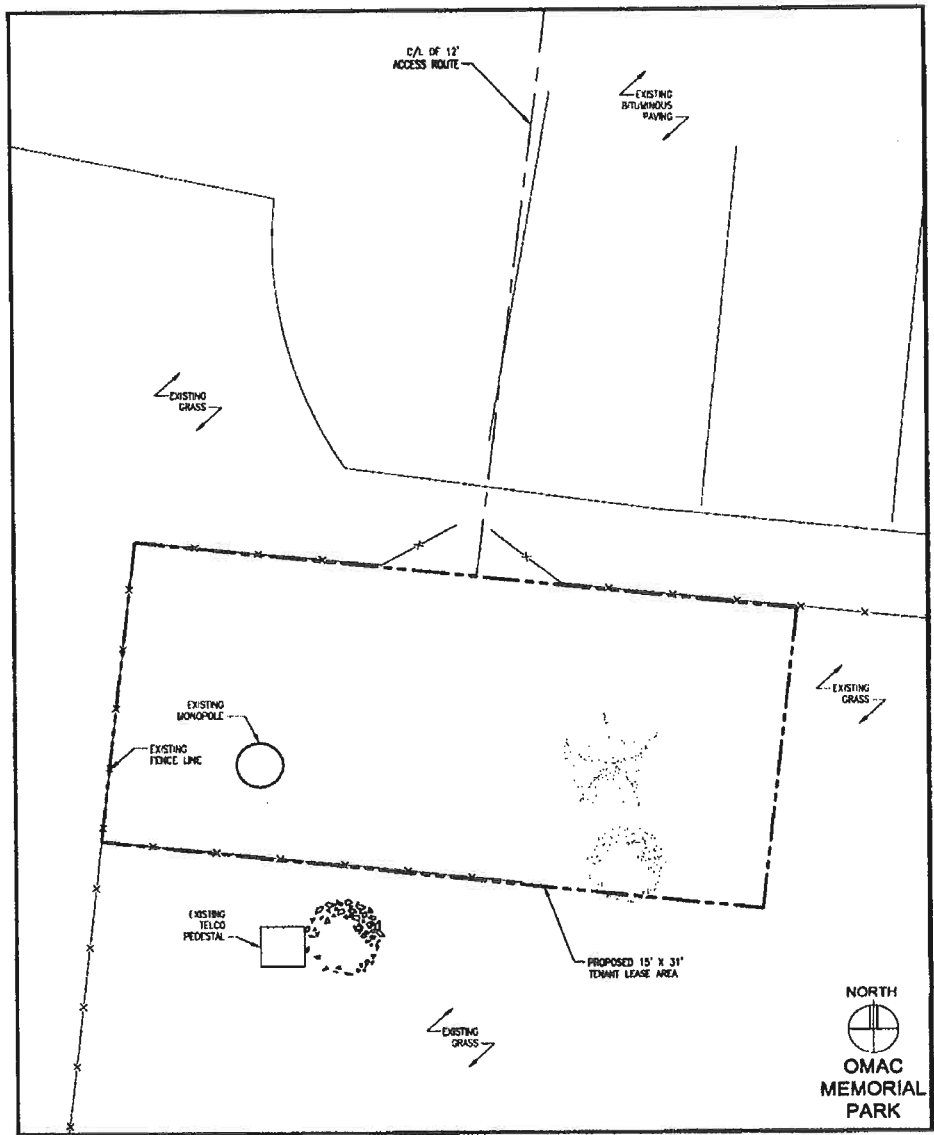 C/L OF 12'
ACCESS ROUTE
EXISTING
BITUMINOUS
PAVING
EXISTING
GRASS
EXISTING
MONOPOLE
EXISTING
FENCE LINE
EXISTING
GRASS
EXISTING
TELCO
PEDESTAL
PROPOSED 15' X 31'
TENANT LEASE AREA
EXISTING
GRASS
NORTH
OMAC
MEMORIAL
PARK